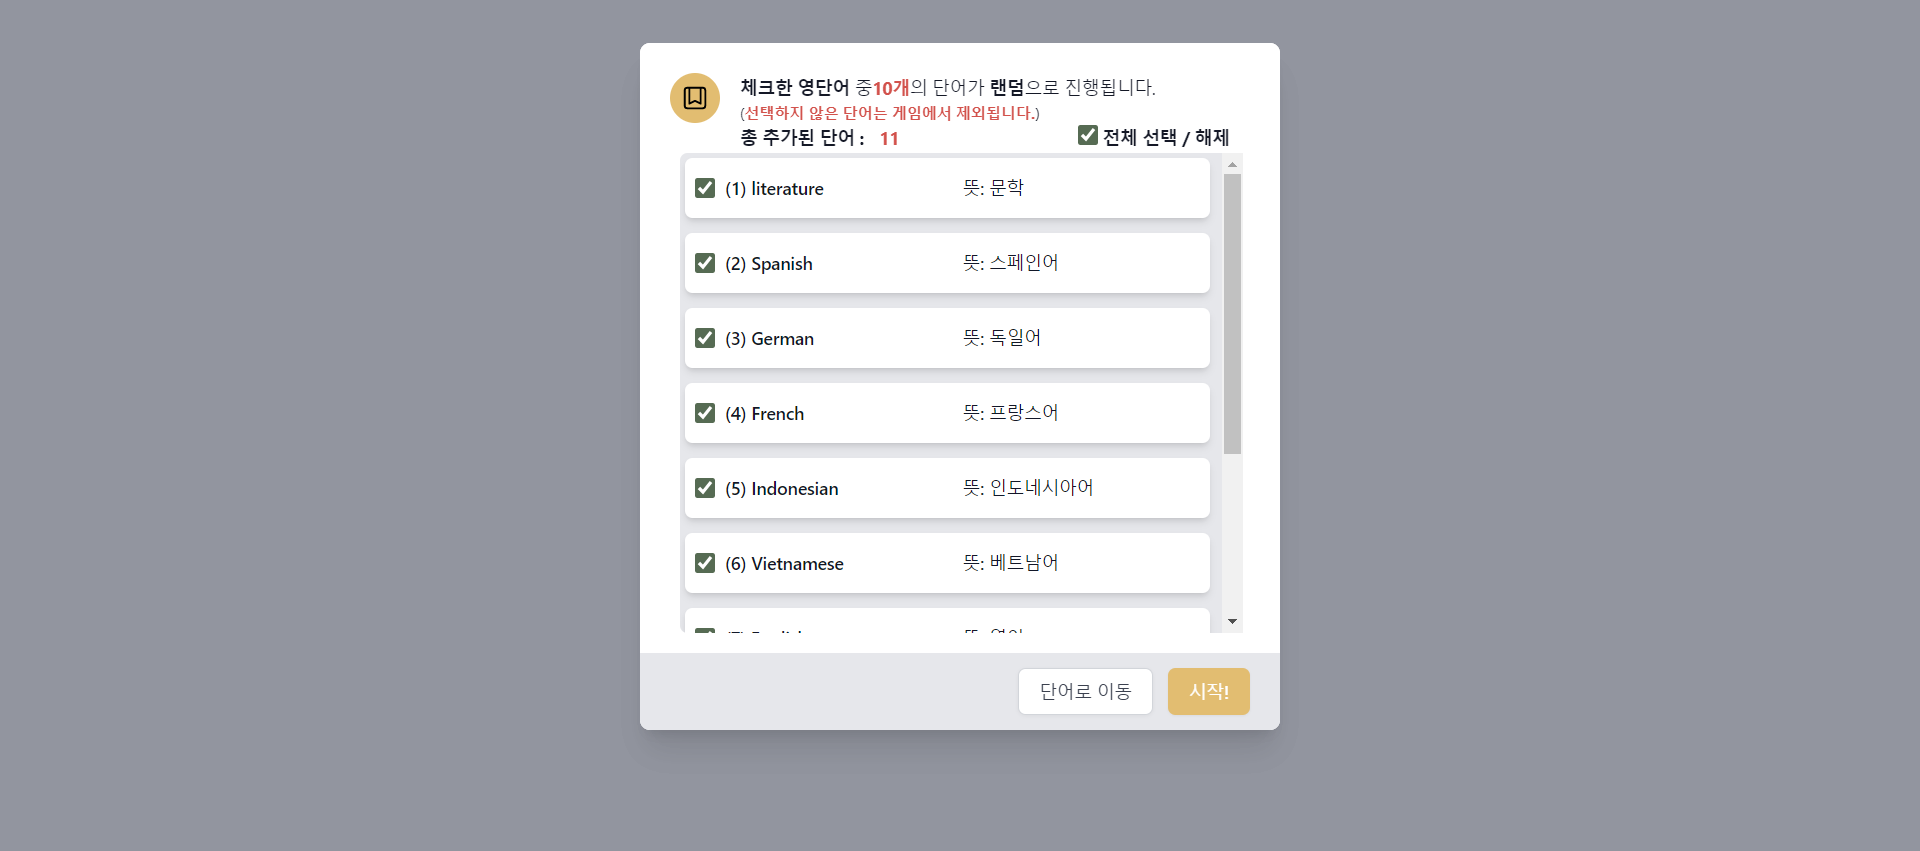 체크한 영단어 중10개의 단어가 랜덤으로 진행됩니다.
(선택하지 않은 단어는 게임에서 제외됩니다.)
총 추가된 단어 : 11 전체 선택 / 해제
(1) literature 뜻: 문학
(2) Spanish 뜻: 스페인어
(3) German 뜻: 독일어
(4) French 뜻: 프랑스어
(5) Indonesian 뜻: 인도네시아어
(6) Vietnamese 뜻: 베트남어
단어로 이동 시작!